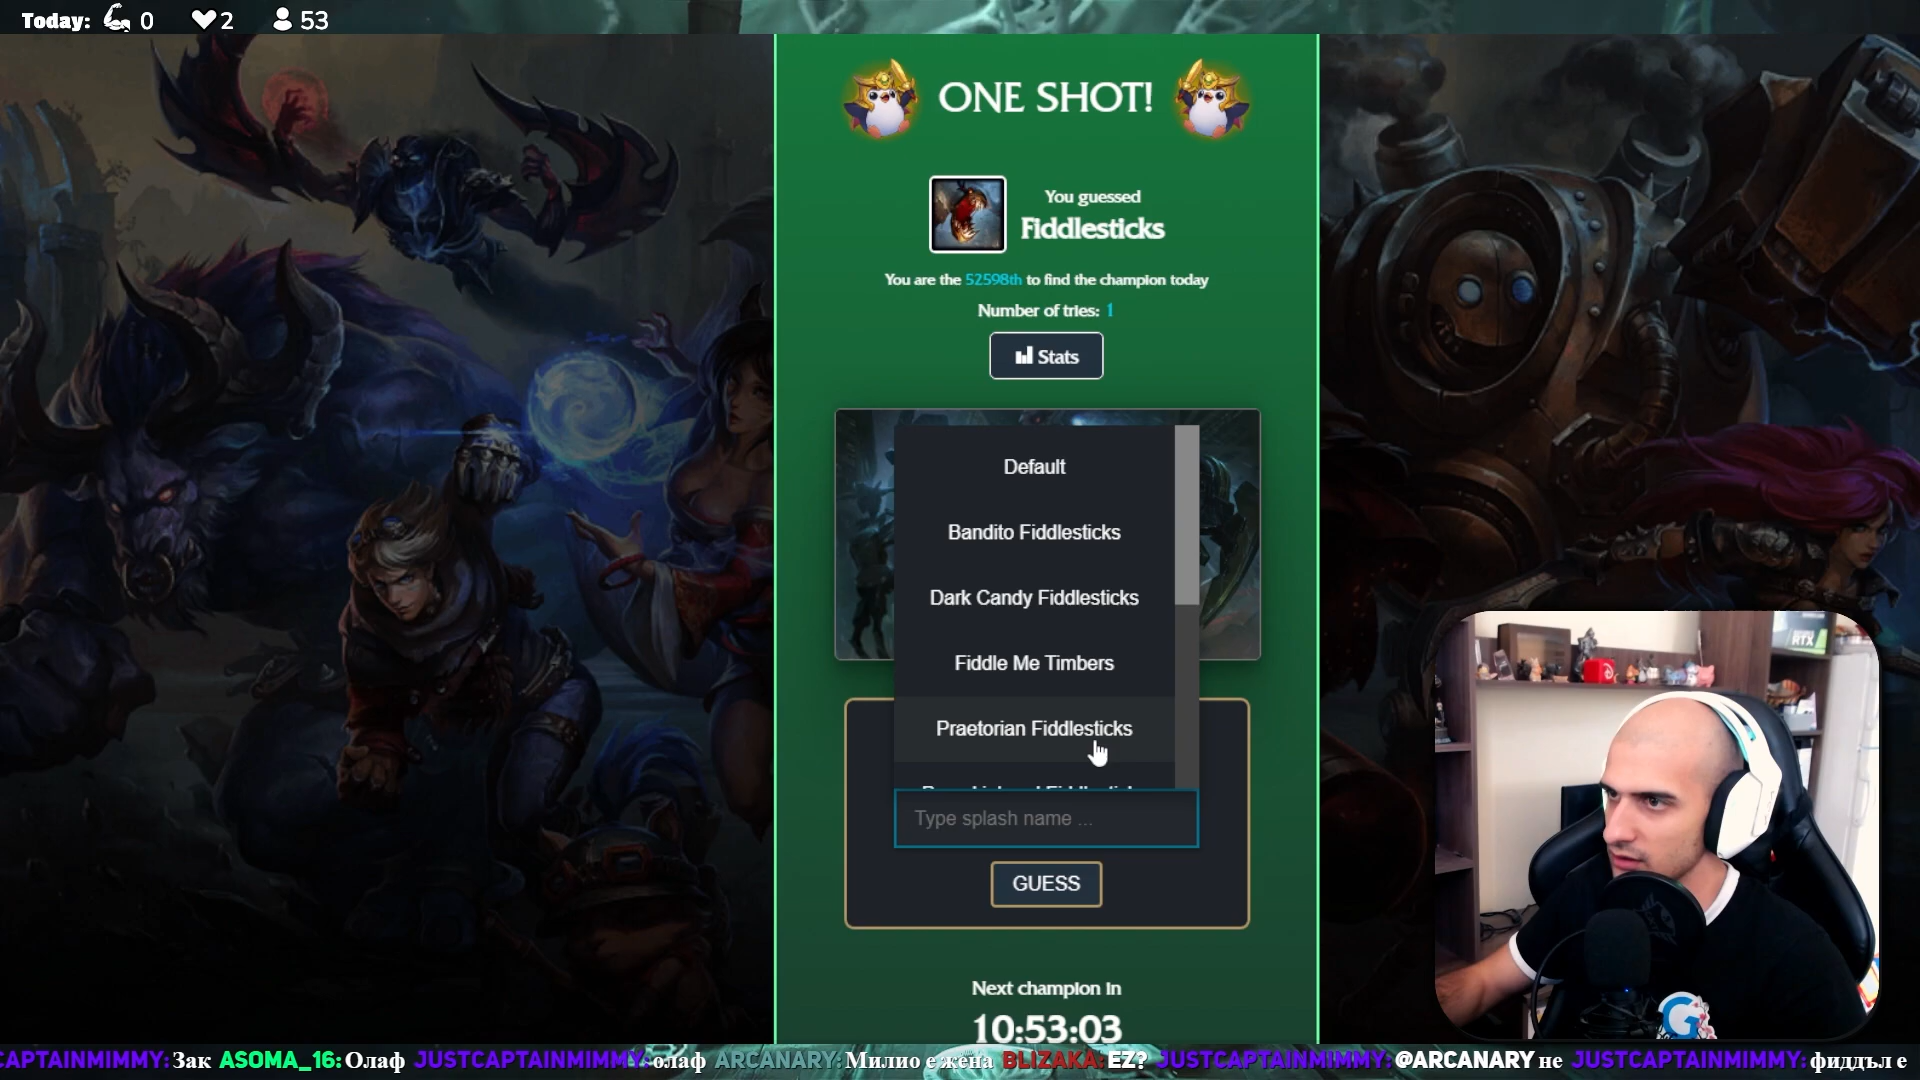 Today: 0 2 53
ONE SHOT!
You guessed
Fiddlesticks
You are the 52598th to find the champion today
Number of tries: 1
Stats
Default
Bandito Fiddlesticks
Dark Candy Fiddlesticks
Fiddle Me Timbers
Praetorian Fiddlesticks
Type splash name ...
GUESS
Next champion in
10:53:03
RTX
G
CAPTAINMIMMY: Зак ASOMA_16: Олаф JUSTCAPTAINMIMMY: олаф ARCANARY: Милио е жена BLIZAKA: EZ? JUSTCAPTAINMIMMY: @ARCANARY не JUSTCAPTAINMIMMY: фиддъл е